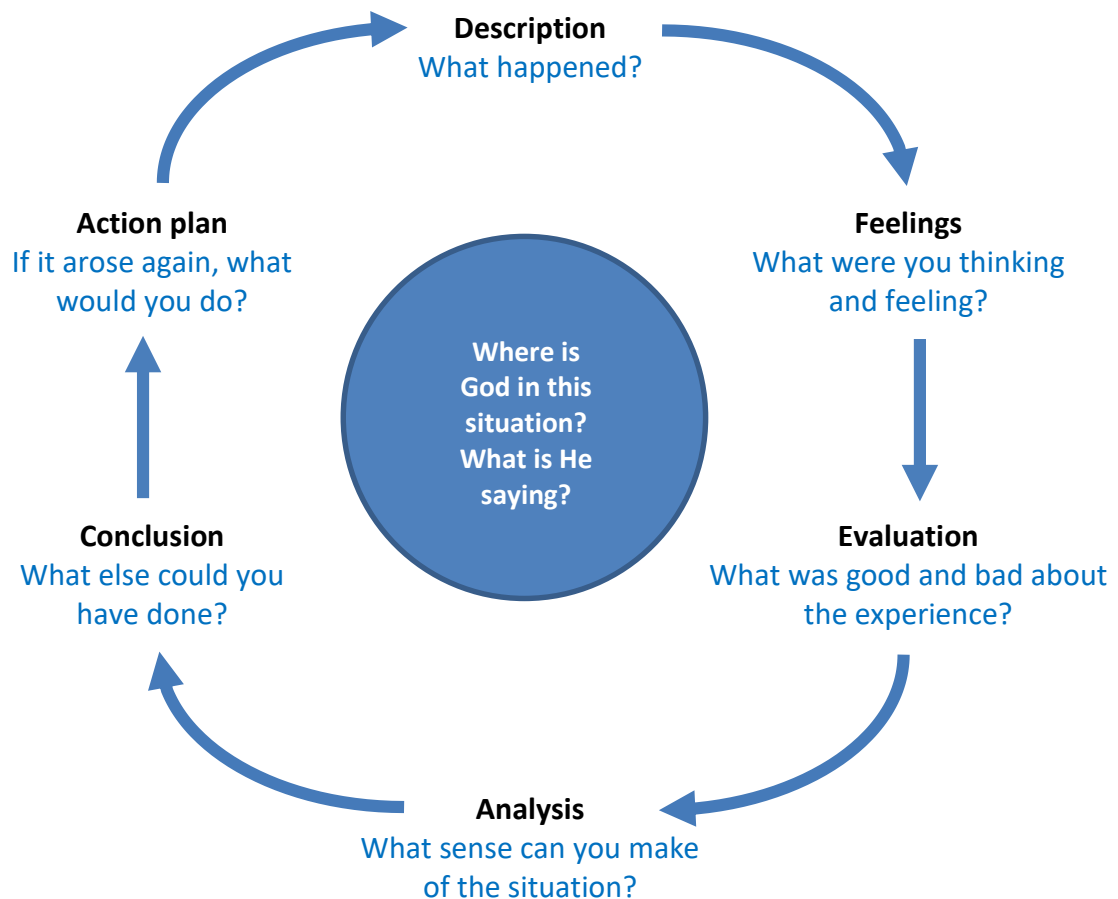 Description
What happened?
Feelings
What were you thinking
and feeling?
Evaluation
What was good and bad about
the experience?
Analysis
What sense can you make
of the situation?
Conclusion
What else could you
have done?
Action plan
If it arose again, what
would you do?
Where is
God in this
situation?
What is He
saying?